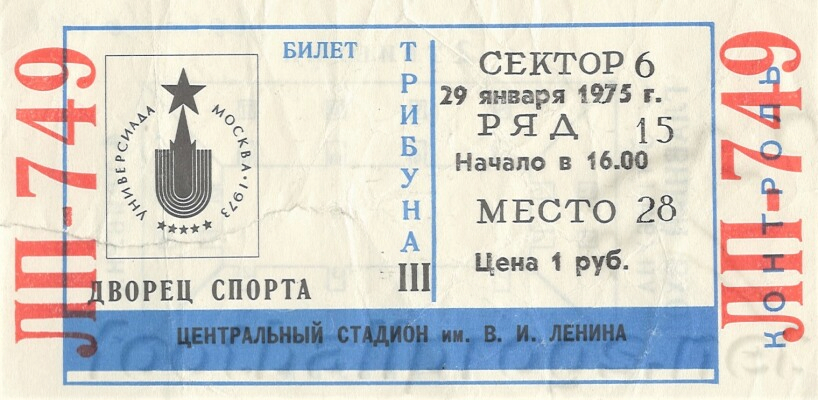 ЛП-749
УНИВЕРСИАДА МОСКВА·1973
БИЛЕТ
ТРИБУНА III
СЕКТОР 6
29 января 1975 г.
РЯД 15
Начало в 16.00
МЕСТО 28
Цена 1 руб.
ДВОРЕЦ СПОРТА
ЦЕНТРАЛЬНЫЙ СТАДИОН им. В. И. ЛЕНИНА
ЛП-749
КОНТРОЛЬ